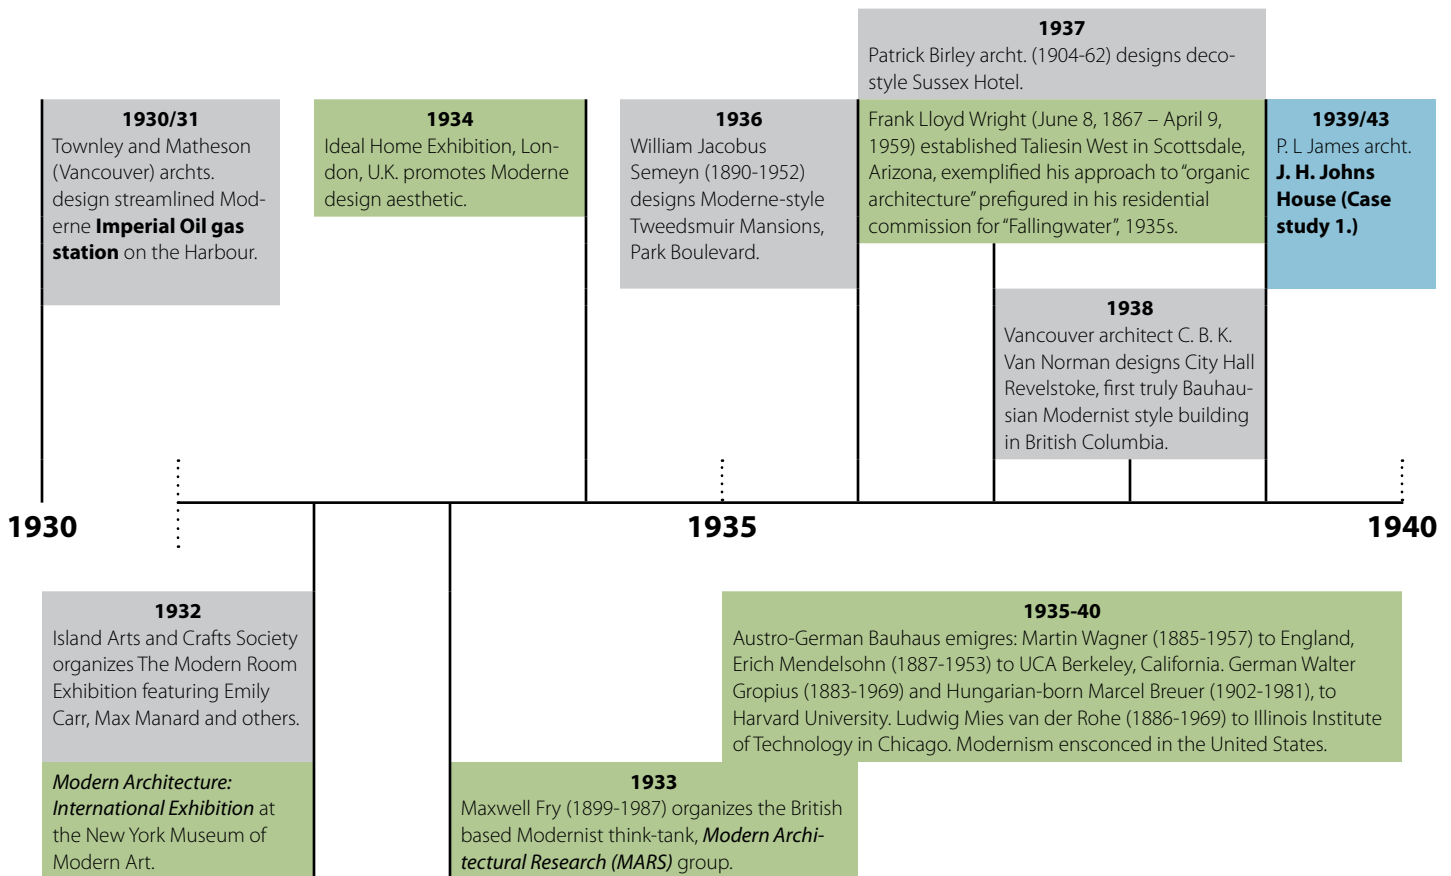 1937
Patrick Birley archt. (1904-62) designs deco-
style Sussex Hotel.
1930/31
Townley and Matheson
(Vancouver) archts.
design streamlined Mod-
erne Imperial Oil gas
station on the Harbour.
1934
Ideal Home Exhibition, Lon-
don, U.K. promotes Moderne
design aesthetic.
1936
William Jacobus
Semeyn (1890-1952)
designs Moderne-style
Tweedsmuir Mansions,
Park Boulevard.
Frank Lloyd Wright (June 8, 1867 – April 9,
1959) established Taliesin West in Scottsdale,
Arizona, exemplified his approach to “organic
architecture” prefigured in his residential
commission for “Fallingwater”, 1935s.
1939/43
P. L James archt.
J. H. Johns
House (Case
study 1.)
1938
Vancouver architect C. B. K.
Van Norman designs City Hall
Revelstoke, first truly Bauhau-
sian Modernist style building
in British Columbia.
1930
1935
1940
1932
Island Arts and Crafts Society
organizes The Modern Room
Exhibition featuring Emily
Carr, Max Manard and others.
Modern Architecture:
International Exhibition at
the New York Museum of
Modern Art.
1933
Maxwell Fry (1899-1987) organizes the British
based Modernist think-tank, Modern Archi-
tectural Research (MARS) group.
1935-40
Austro-German Bauhaus emigres: Martin Wagner (1885-1957) to England,
Erich Mendelsohn (1887-1953) to UCA Berkeley, California. German Walter
Gropius (1883-1969) and Hungarian-born Marcel Breuer (1902-1981), to
Harvard University. Ludwig Mies van der Rohe (1886-1969) to Illinois Institute
of Technology in Chicago. Modernism ensconced in the United States.